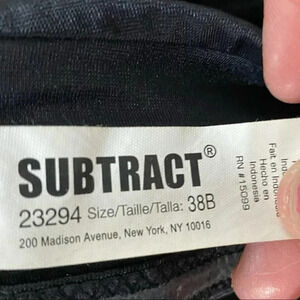 SUBTRACT®
23294 Size/Taille/Talla: 38B
200 Madison Avenue, New York, NY 10016
Fait en Indonesie
Hecho en
Indonesia
RN #15099